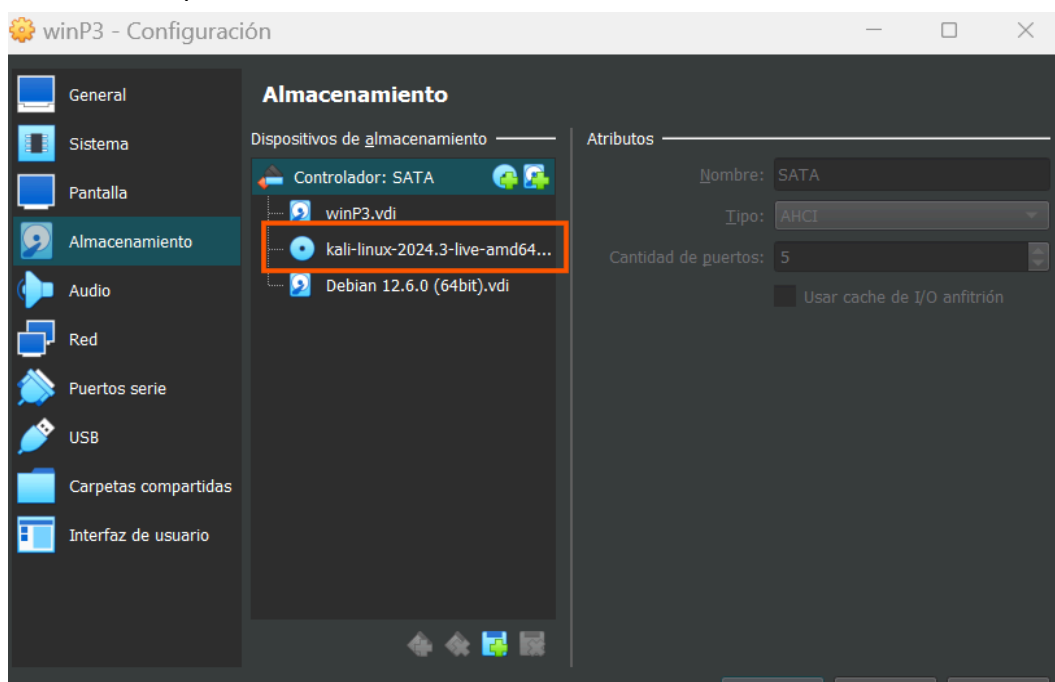 winP3 - Configuración
General
Sistema
Pantalla
Almacenamiento
Audio
Red
Puertos serie
USB
Carpetas compartidas
Interfaz de usuario
Almacenamiento
Dispositivos de almacenamiento
Controlador: SATA
winP3.vdi
kali-linux-2024.3-live-amd64...
Debian 12.6.0 (64bit).vdi
Atributos
Nombre: SATA
Tipo: AHCI
Cantidad de puertos: 5
Usar cache de I/O anfitrión